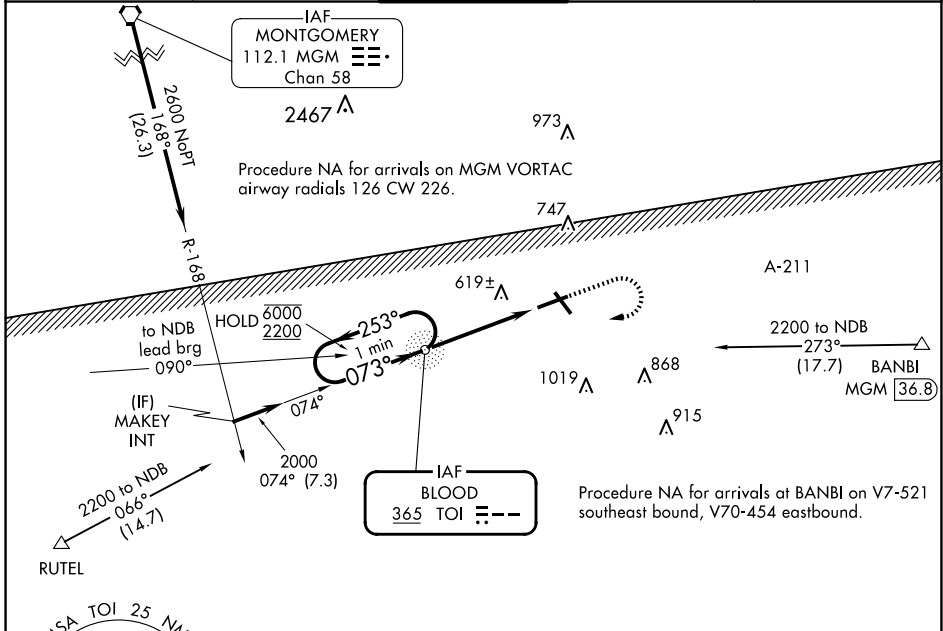 IAF
MONTGOMERY
112.1 MGM
Chan 58
2600 NoPT
168°
(26.3)
2467
973
Procedure NA for arrivals on MGM VORTAC
airway radials 126 CW 226.
747
R-168
A-211
619±
HOLD 6000
2200
253°
1 min
073°
to NDB
lead brg
090°
2200 to NDB
273°
(17.7)
BANBI
MGM 36.8
868
1019
915
(IF)
MAKEY
INT
074°
2000
074° (7.3)
2200 to NDB
066°
(14.7)
RUTEL
IAF
BLOOD
365 TOI
Procedure NA for arrivals at BANBI on V7-521
southeast bound, V70-454 eastbound.
TOI 25